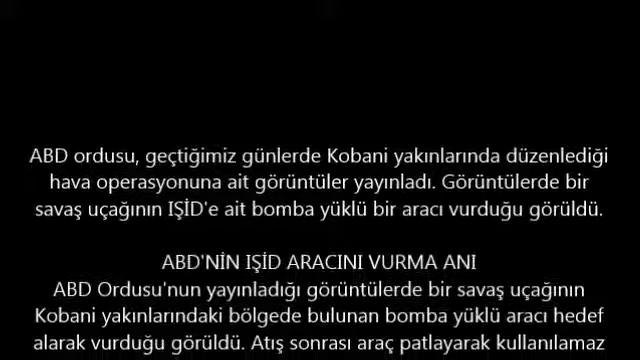 ABD ordusu, geçtiğimiz günlerde Kobani yakınlarında düzenlediği
hava operasyonuna ait görüntüler yayınladı. Görüntülerde bir
savaş uçağının IŞİD'e ait bomba yüklü bir aracı vurduğu görüldü.
ABD'NİN IŞİD ARACINI VURMA ANI
ABD Ordusu'nun yayınladığı görüntülerde bir savaş uçağının
Kobani yakınlarındaki bölgede bulunan bomba yüklü aracı hedef
alarak vurduğu görüldü. Atış sonrası araç patlayarak kullanılamaz